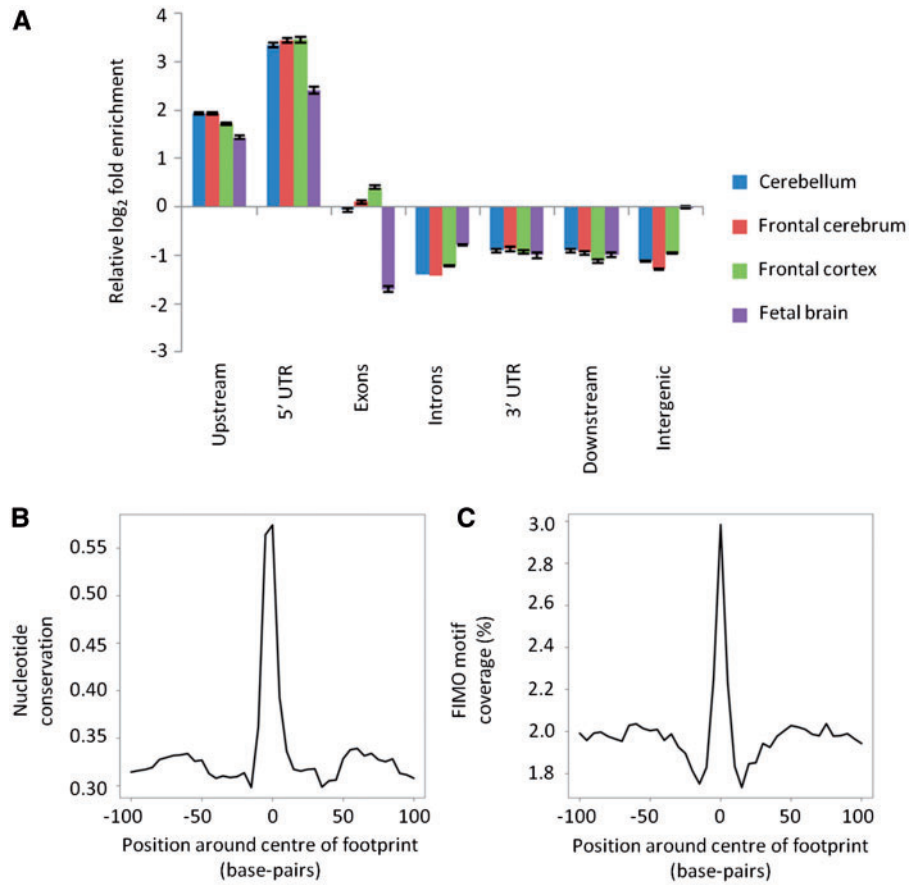 A
Relative log2 fold enrichment
4
3
2
1
0
-1
-2
-3
Upstream
5' UTR
Exons
Introns
3' UTR
Downstream
Intergenic
Cerebellum
Frontal cerebrum
Frontal cortex
Fetal brain
B
Nucleotide
conservation
0.55
0.50
0.45
0.40
0.35
0.30
-100 -50 0 50 100
Position around centre of footprint
(base-pairs)
C
FIMO motif
coverage (%)
3.0
2.8
2.6
2.4
2.2
2.0
1.8
-100 -50 0 50 100
Position around centre of footprint
(base-pairs)